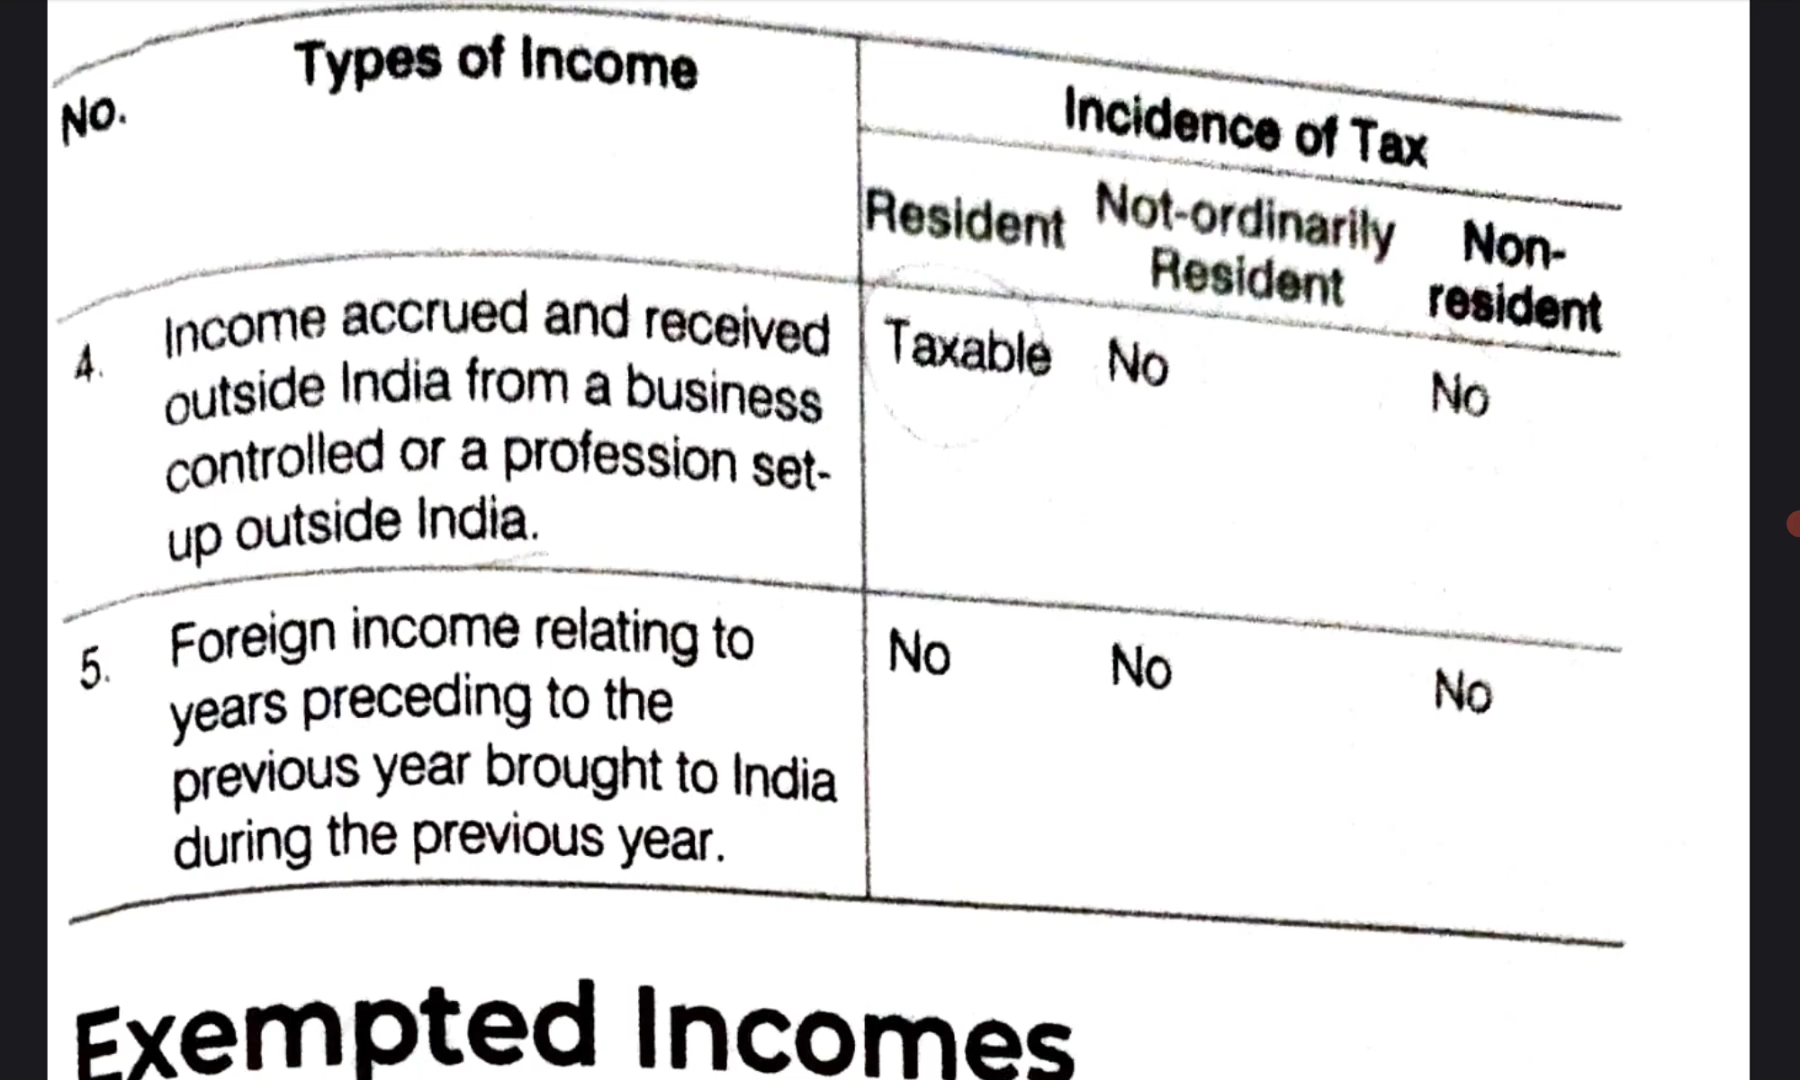 No.
Types of Income
Incidence of Tax
Resident
Not-ordinarily
Resident
Non-
resident
4.
Income accrued and received
outside India from a business
controlled or a profession set-
up outside India.
Taxable
No
No
5.
Foreign income relating to
years preceding to the
previous year brought to India
during the previous year.
No
No
No
Exempted Incomes